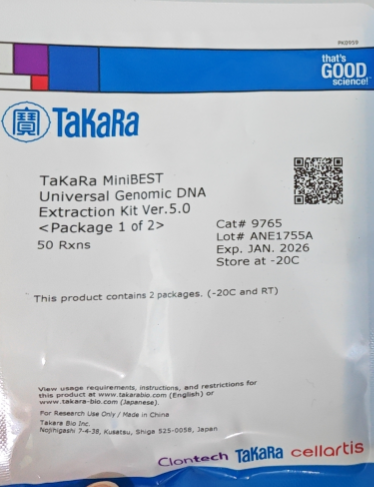 that's
GOOD
science!
寶 TaKaRa
TaKaRa MiniBEST
Universal Genomic DNA
Extraction Kit Ver.5.0
<Package 1 of 2>
50 Rxns
Cat# 9765
Lot# ANE1755A
Exp. JAN. 2026
Store at -20C
This product contains 2 packages. (-20C and RT)
View usage requirements, instructions, and restrictions for
this product at www.takarabio.com (English) or
www.takara-bio.com (Japanese).
For Research Use Only / Made in China
Takara Bio Inc.
Nojihigashi 7-4-38, Kusatsu, Shiga 525-0058, Japan
Clontech TaKaRa cellartis